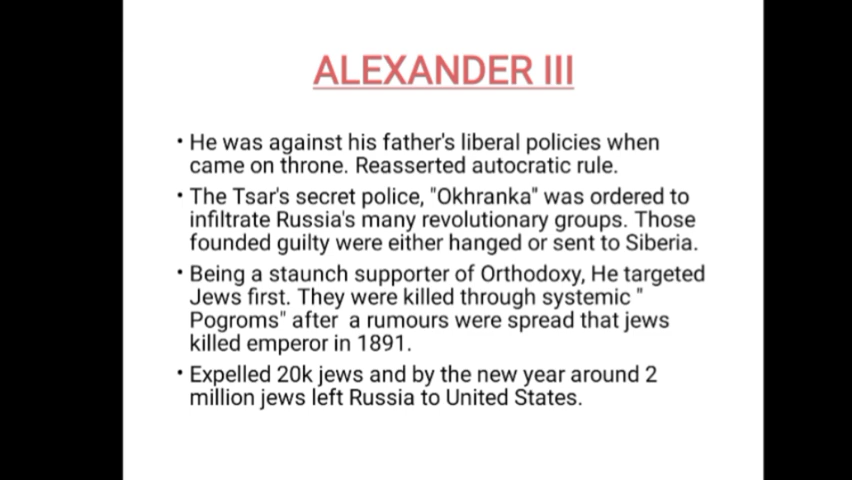 ALEXANDER III
• He was against his father's liberal policies when
came on throne. Reasserted autocratic rule.
• The Tsar's secret police, "Okhranka" was ordered to
infiltrate Russia's many revolutionary groups. Those
founded guilty were either hanged or sent to Siberia.
• Being a staunch supporter of Orthodoxy, He targeted
Jews first. They were killed through systemic "
Pogroms" after  a rumours were spread that jews
killed emperor in 1891.
• Expelled 20k jews and by the new year around 2
million jews left Russia to United States.